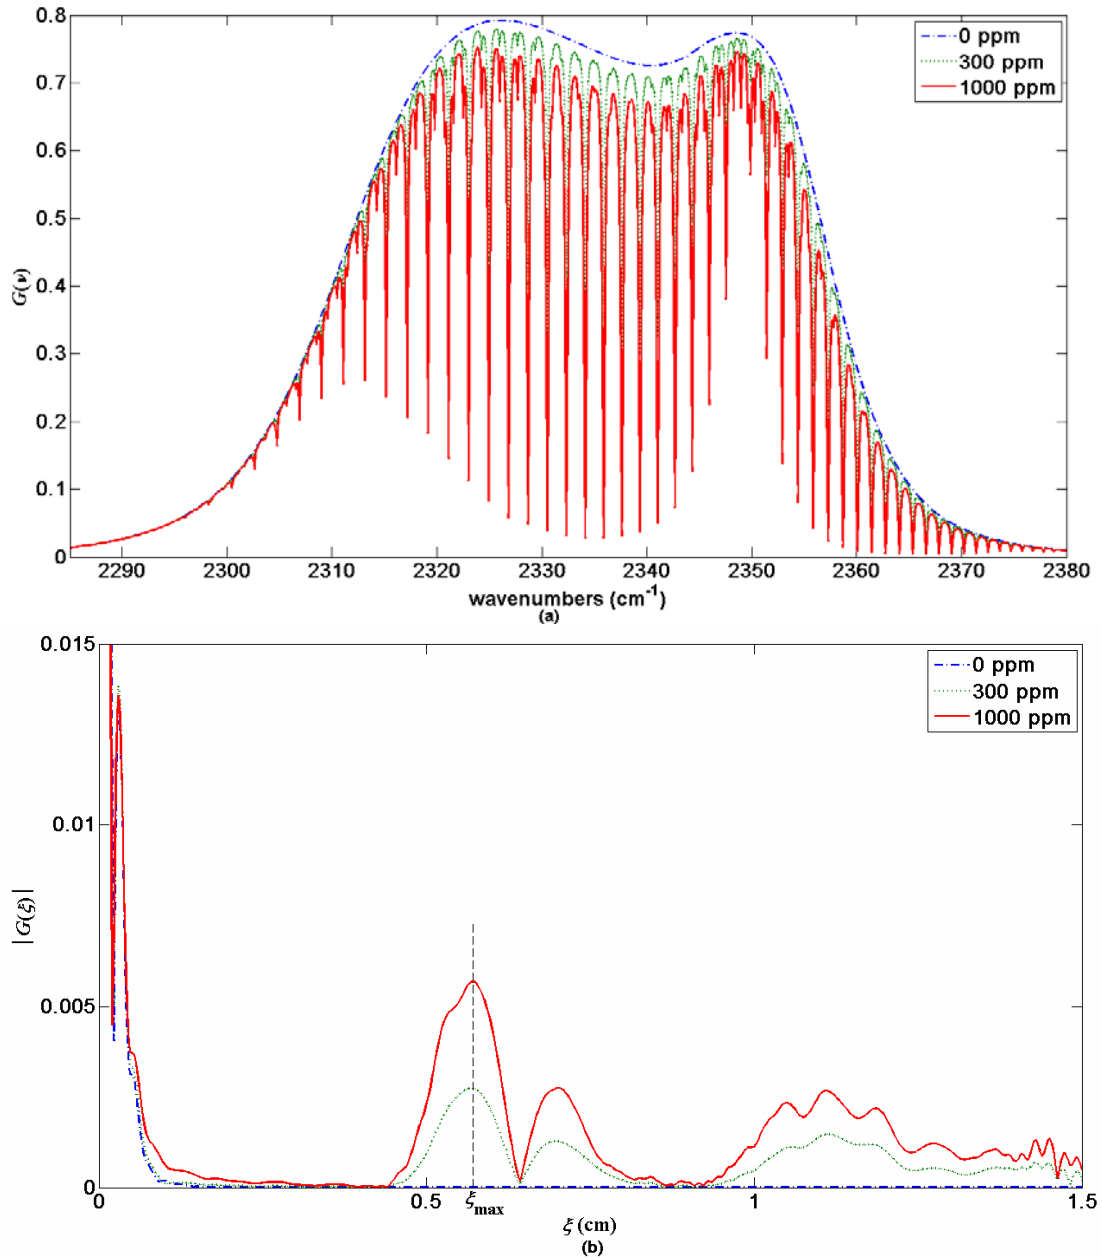 0.8
0.7
0.6
0.5
0.4
0.3
0.2
0.1
0
G(ν)
0 ppm
300 ppm
1000 ppm
2290 2300 2310 2320 2330 2340 2350 2360 2370 2380
wavenumbers (cm-1)
(a)
0.015
0.01
0.005
0
|G(ξ)|
0 ppm
300 ppm
1000 ppm
0 0.5 ξmax 1 1.5
ξ (cm)
(b)